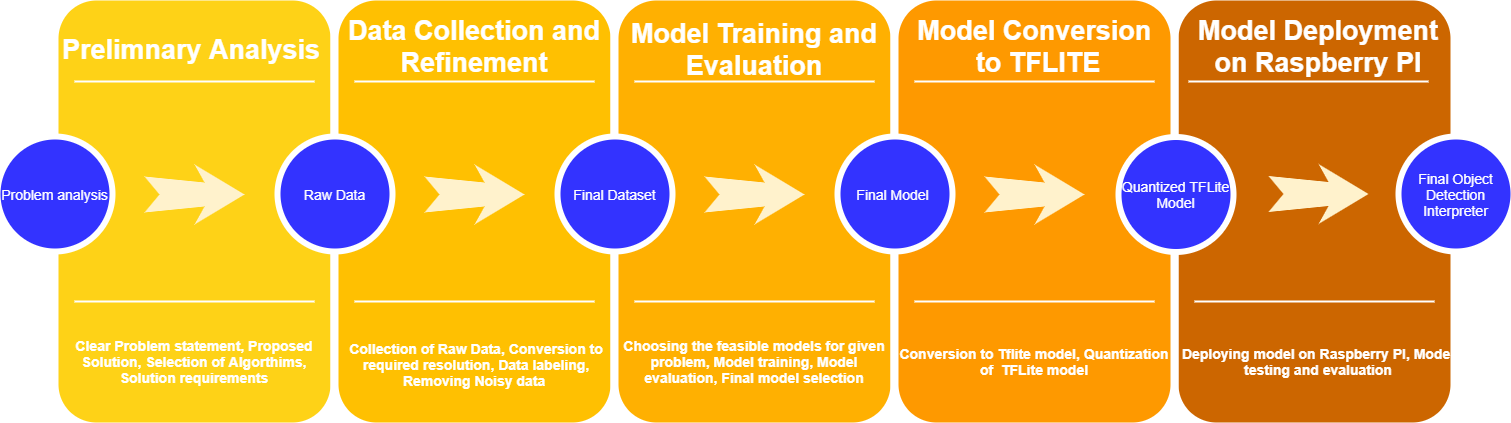 Prelimnary Analysis
Data Collection and
Refinement
Model Training and
Evaluation
Model Conversion
to TFLITE
Model Deployment
on Raspberry PI
Problem analysis
Raw Data
Final Dataset
Final Model
Quantized TFLite
Model
Final Object
Detection
Interpreter
Clear Problem statement, Proposed
Solution, Selection of Algorthims,
Solution requirements
Collection of Raw Data, Conversion to
required resolution, Data labeling,
Removing Noisy data
Choosing the feasible models for given
problem, Model training, Model
evaluation, Final model selection
Conversion to Tflite model, Quantization
of TFLite model
Deploying model on Raspberry PI, Mode
testing and evaluation